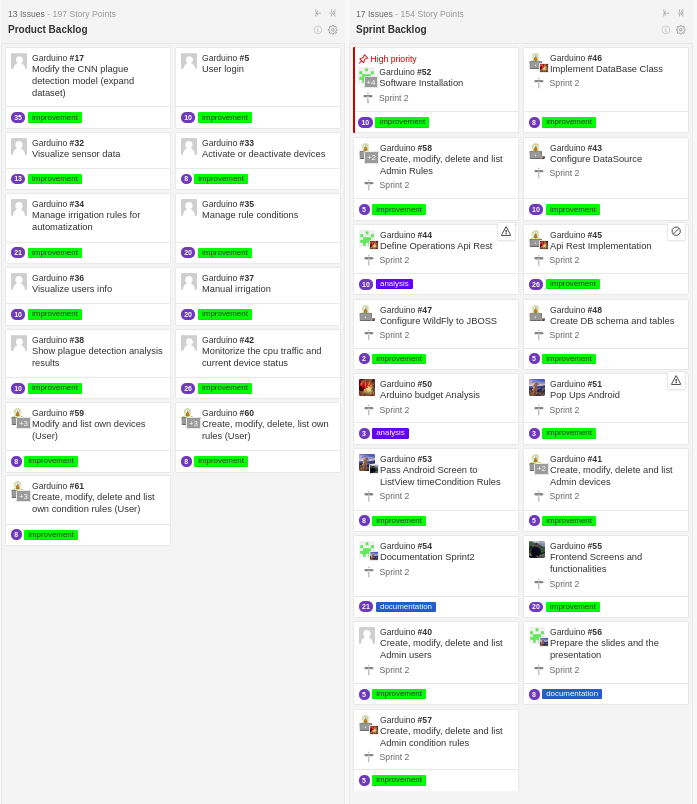 13 Issues - 197 Story Points
Product Backlog
Garduino #17
Modify the CNN plague
detection model (expand
dataset)
35 improvement
Garduino #5
User login
10 improvement
Garduino #32
Visualize sensor data
13 improvement
Garduino #33
Activate or deactivate devices
8 improvement
Garduino #34
Manage irrigation rules for
automatization
21 improvement
Garduino #35
Manage rule conditions
20 improvement
Garduino #36
Visualize users info
10 improvement
Garduino #37
Manual irrigation
20 improvement
Garduino #38
Show plague detection analysis
results
10 improvement
Garduino #42
Monitorize the cpu traffic and
current device status
26 improvement
+3
Garduino #59
Modify and list own devices
(User)
8 improvement
+3
Garduino #60
Create, modify, delete, list own
rules (User)
8 improvement
+3
Garduino #61
Create, modify, delete and list
own condition rules (User)
8 improvement
17 Issues - 154 Story Points
Sprint Backlog
High priority
+4
Garduino #52
Software Installation
Sprint 2
10 improvement
Garduino #46
Implement DataBase Class
Sprint 2
8 improvement
+2
Garduino #58
Create, modify, delete and list
Admin Rules
Sprint 2
5 improvement
Garduino #43
Configure DataSource
Sprint 2
10 improvement
Garduino #44
Define Operations Api Rest
Sprint 2
10 analysis
Garduino #45
Api Rest Implementation
Sprint 2
26 improvement
Garduino #47
Configure WildFly to JBOSS
Sprint 2
2 improvement
Garduino #48
Create DB schema and tables
Sprint 2
5 improvement
Garduino #50
Arduino budget Analysis
Sprint 2
3 analysis
Garduino #51
Pop Ups Android
Sprint 2
3 improvement
Garduino #53
Pass Android Screen to
ListView timeCondition Rules
Sprint 2
8 improvement
+2
Garduino #41
Create, modify, delete and list
Admin devices
Sprint 2
5 improvement
Garduino #54
Documentation Sprint2
Sprint 2
21 documentation
Garduino #55
Frontend Screens and
functionalities
Sprint 2
20 improvement
Garduino #40
Create, modify, delete and list
Admin users
Sprint 2
5 improvement
Garduino #56
Prepare the slides and the
presentation
Sprint 2
8 documentation
Garduino #57
Create, modify, delete and list
Admin condition rules
Sprint 2
5 improvement